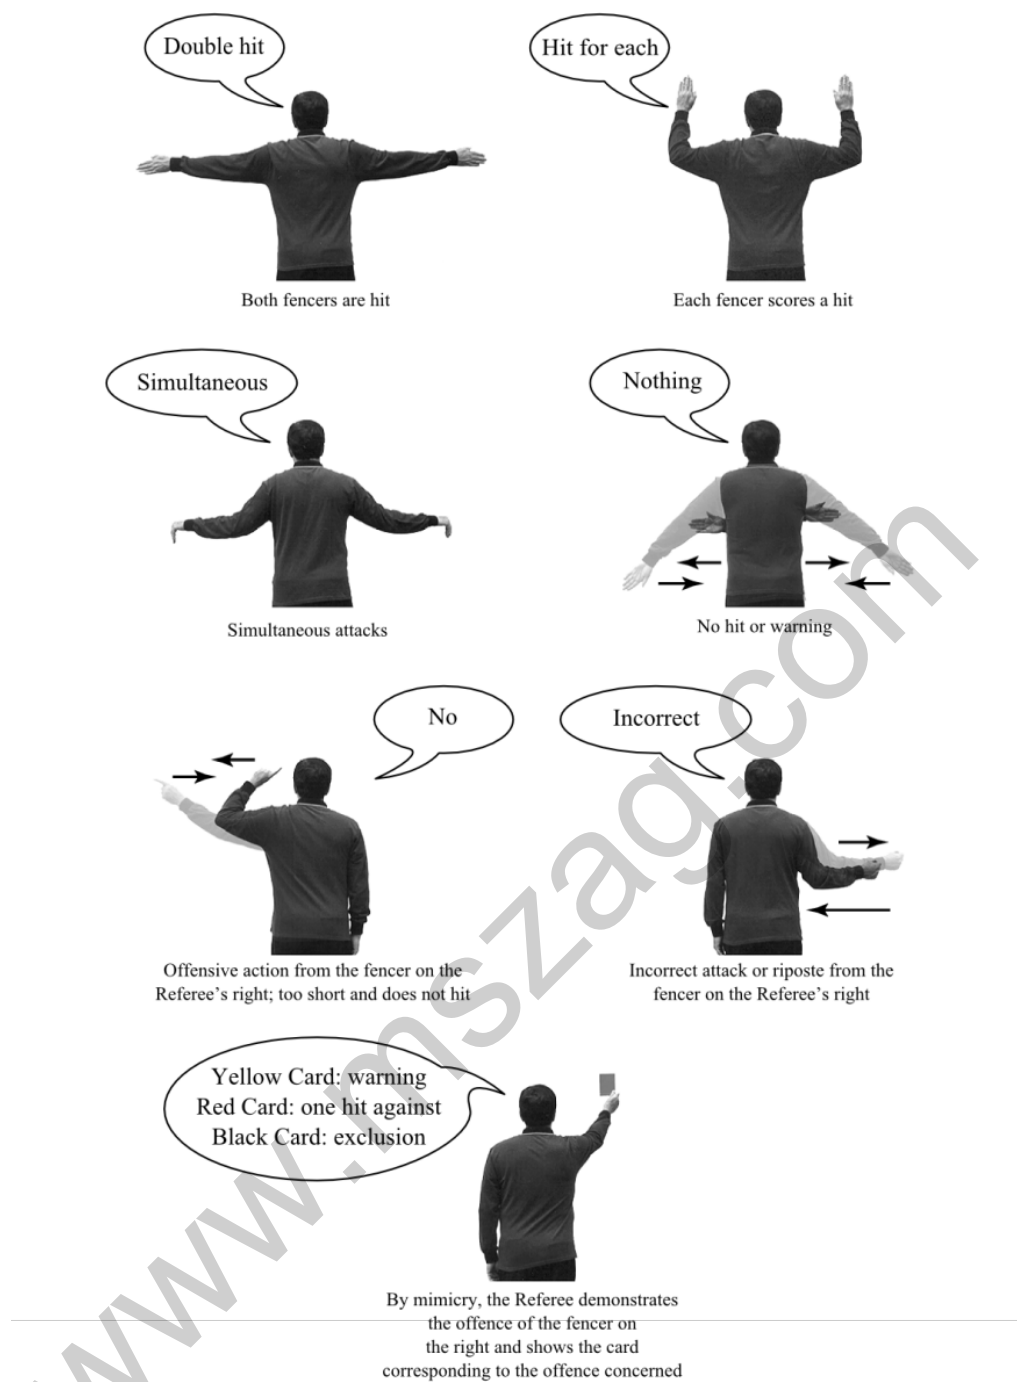 Double hit
Hit for each
Both fencers are hit
Each fencer scores a hit
Simultaneous
Nothing
Simultaneous attacks
No hit or warning
No
Incorrect
Offensive action from the fencer on the
Referee's right; too short and does not hit
Incorrect attack or riposte from the
fencer on the Referee's right
Yellow Card: warning
Red Card: one hit against
Black Card: exclusion
By mimicry, the Referee demonstrates
the offence of the fencer on
the right and shows the card
corresponding to the offence concerned
www.mszag.com